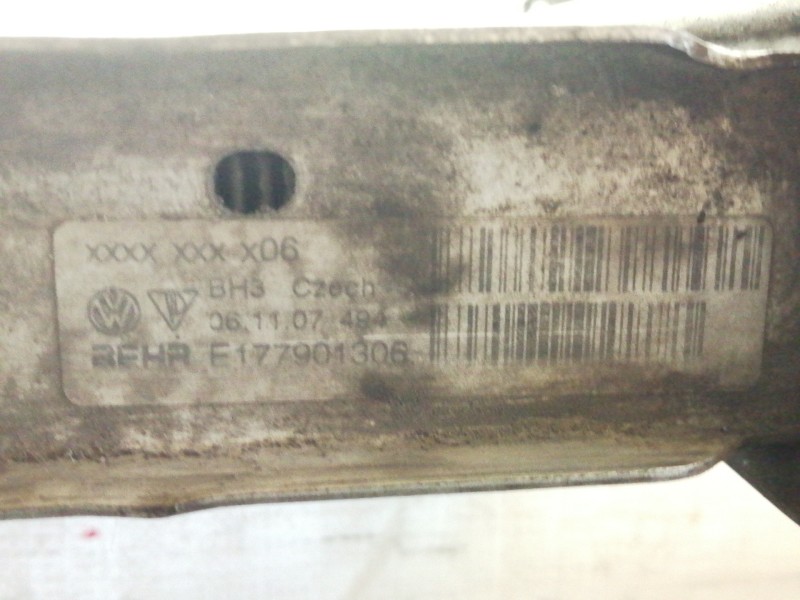 xxxx xxx x06
BH3 Czech
06.11.07 494
BEHR E177901306